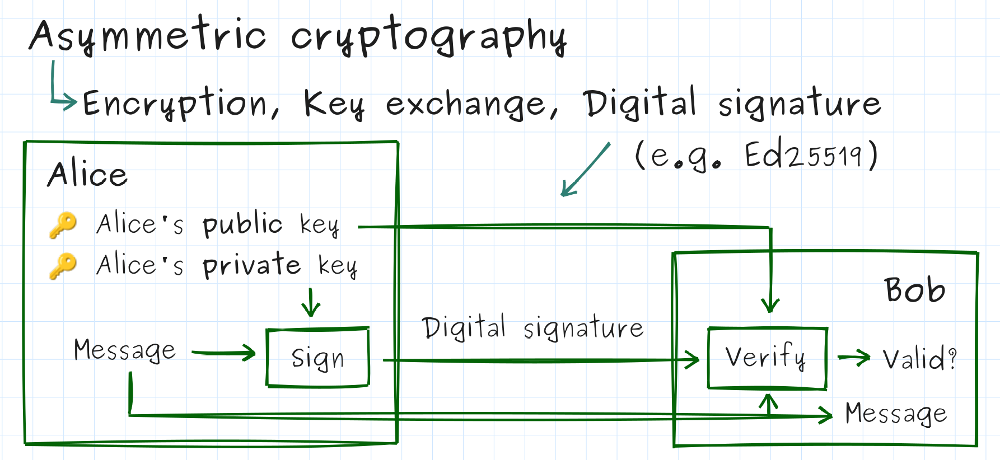 Asymmetric cryptography
Encryption, Key exchange, Digital signature
(e.g. Ed25519)
Alice
Alice's public key
Alice's private key
Bob
Digital signature
Message
Sign
Verify
Valid?
Message